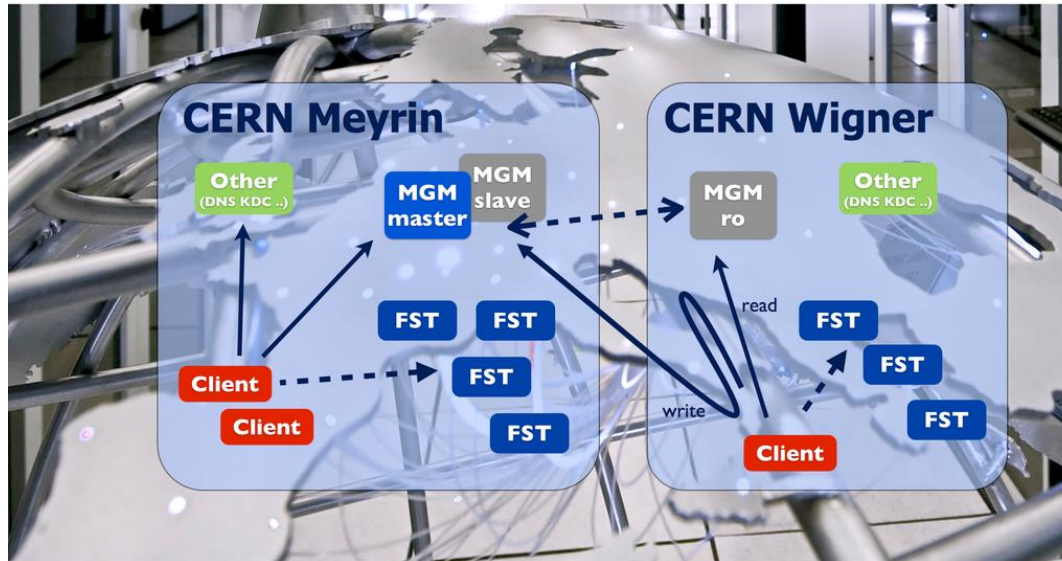 CERN Meyrin
Other
(DNS KDC ..)
MGM
master
MGM
slave
FST
FST
FST
FST
Client
Client
CERN Wigner
MGM
ro
Other
(DNS KDC ..)
read
write
FST
FST
FST
Client